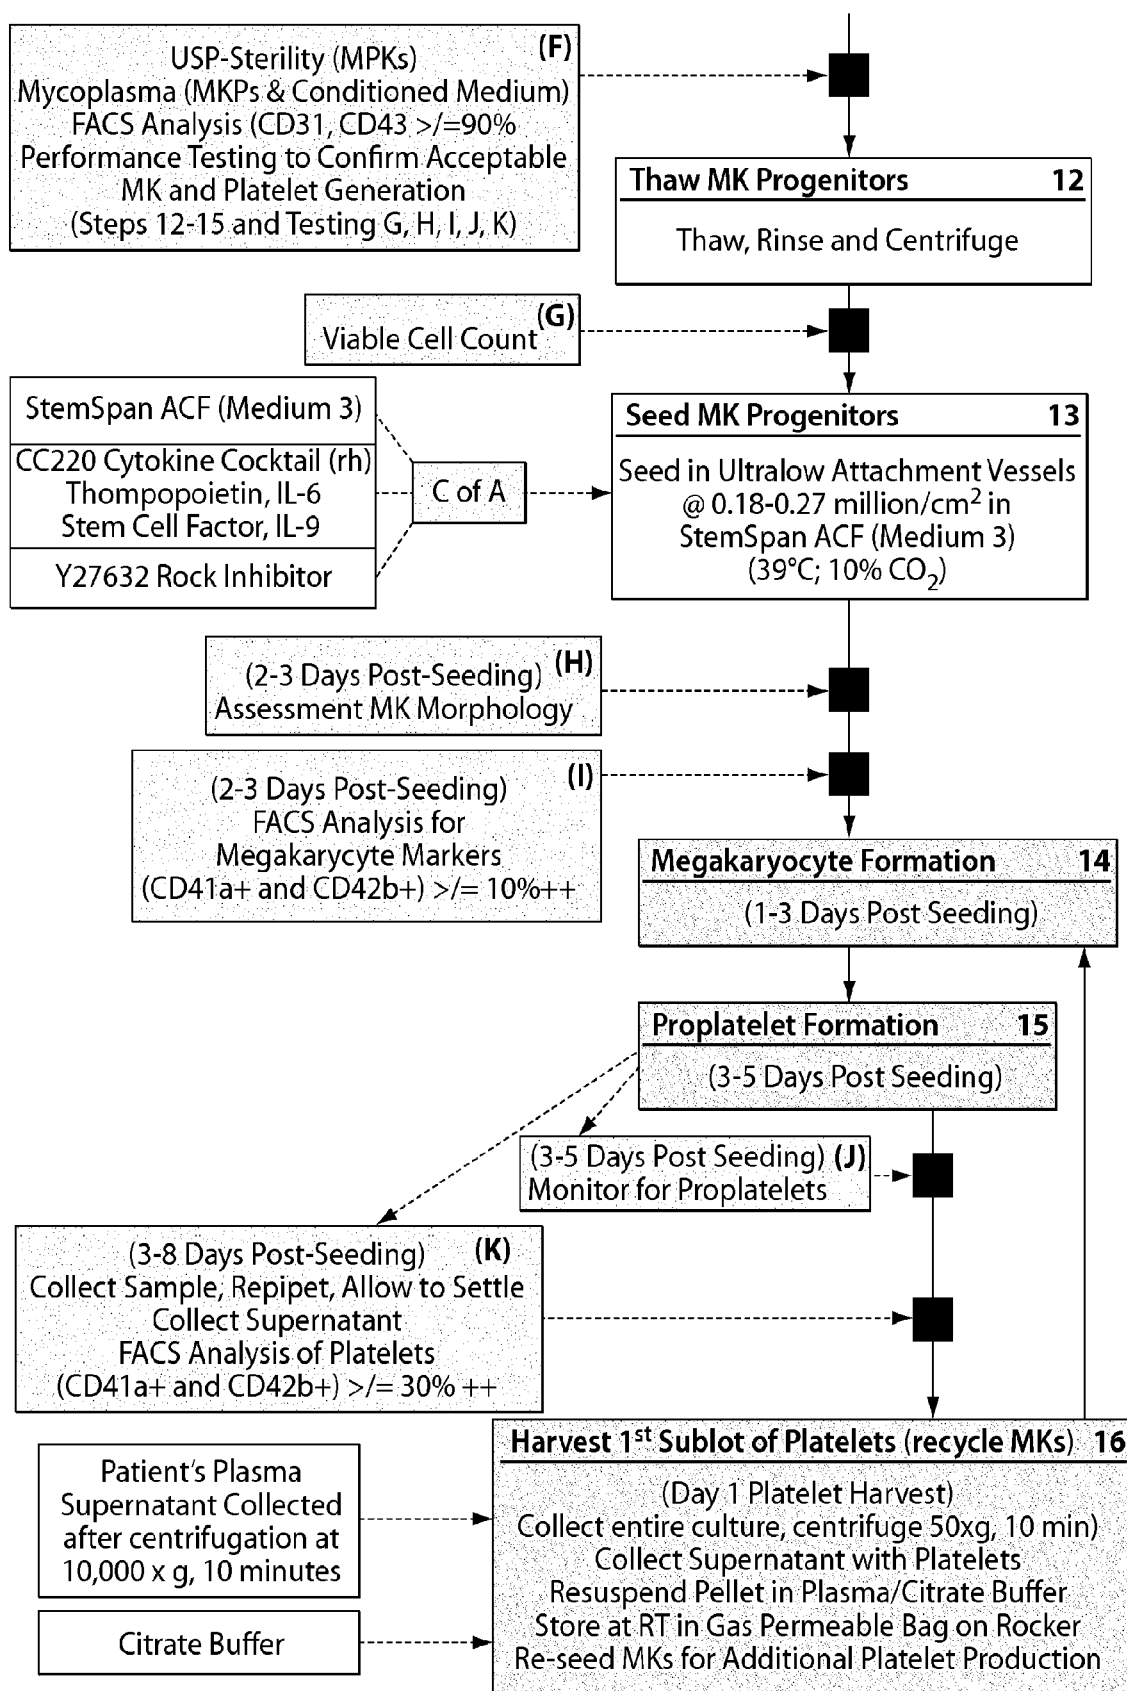 (F)
USP-Sterility (MPKs)
Mycoplasma (MKPs & Conditioned Medium)
FACS Analysis (CD31, CD43 >/=90%
Performance Testing to Confirm Acceptable
MK and Platelet Generation
(Steps 12-15 and Testing G, H, I, J, K)
Thaw MK Progenitors 12
Thaw, Rinse and Centrifuge
(G)
Viable Cell Count
StemSpan ACF (Medium 3)
CC220 Cytokine Cocktail (rh)
Thompopoietin, IL-6
Stem Cell Factor, IL-9
Y27632 Rock Inhibitor
C of A
Seed MK Progenitors 13
Seed in Ultralow Attachment Vessels
@ 0.18-0.27 million/cm² in
StemSpan ACF (Medium 3)
(39°C; 10% CO₂)
(H)
(2-3 Days Post-Seeding)
Assessment MK Morphology
(I)
(2-3 Days Post-Seeding)
FACS Analysis for
Megakarycyte Markers
(CD41a+ and CD42b+) >/= 10%++
Megakaryocyte Formation 14
(1-3 Days Post Seeding)
Proplatelet Formation 15
(3-5 Days Post Seeding)
(3-5 Days Post Seeding) (J)
Monitor for Proplatelets
(3-8 Days Post-Seeding) (K)
Collect Sample, Repipet, Allow to Settle
Collect Supernatant
FACS Analysis of Platelets
(CD41a+ and CD42b+) >/= 30% ++
Harvest 1st Sublot of Platelets (recycle MKs) 16
(Day 1 Platelet Harvest)
Collect entire culture, centrifuge 50xg, 10 min)
Collect Supernatant with Platelets
Resuspend Pellet in Plasma/Citrate Buffer
Store at RT in Gas Permeable Bag on Rocker
Re-seed MKs for Additional Platelet Production
Patient's Plasma
Supernatant Collected
after centrifugation at
10,000 x g, 10 minutes
Citrate Buffer